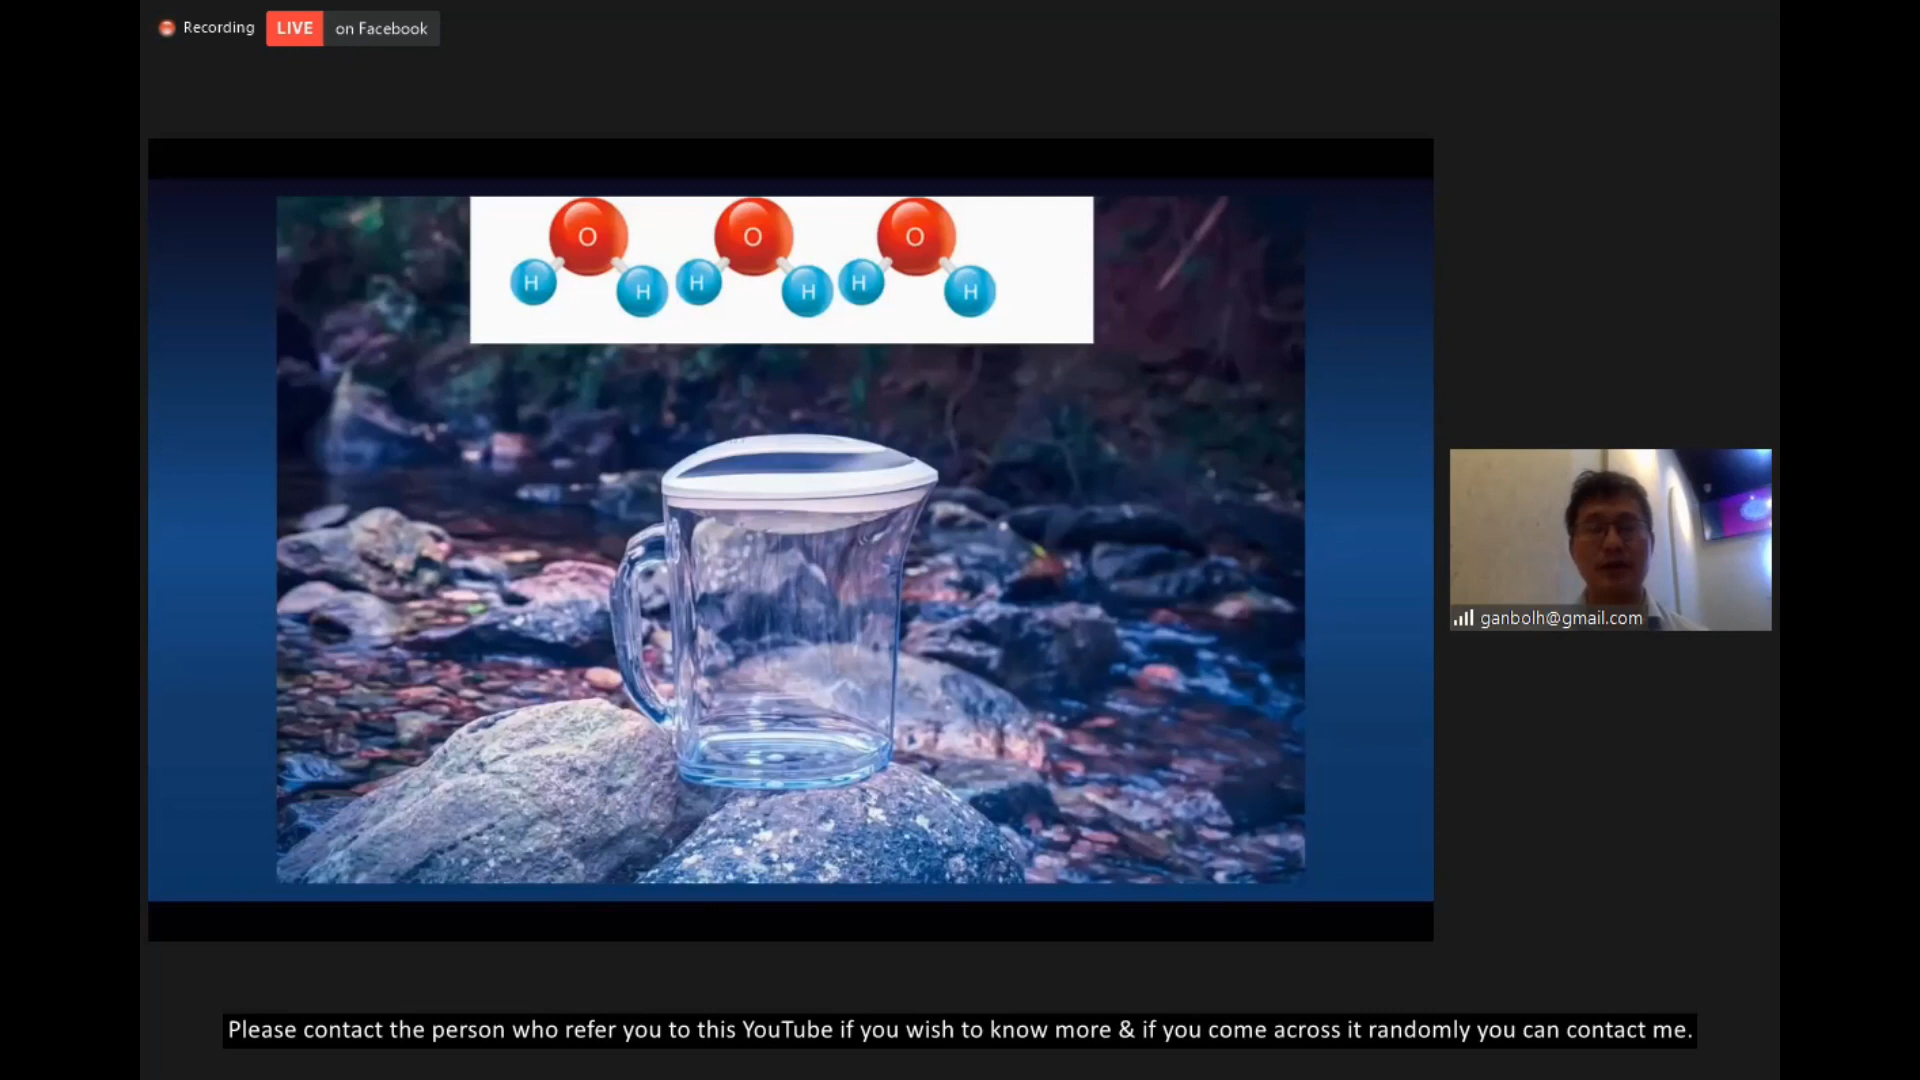 Recording LIVE on Facebook
O O O
H H H H H H
ganbolh@gmail.com
Please contact the person who refer you to this YouTube if you wish to know more & if you come across it randomly you can contact me.